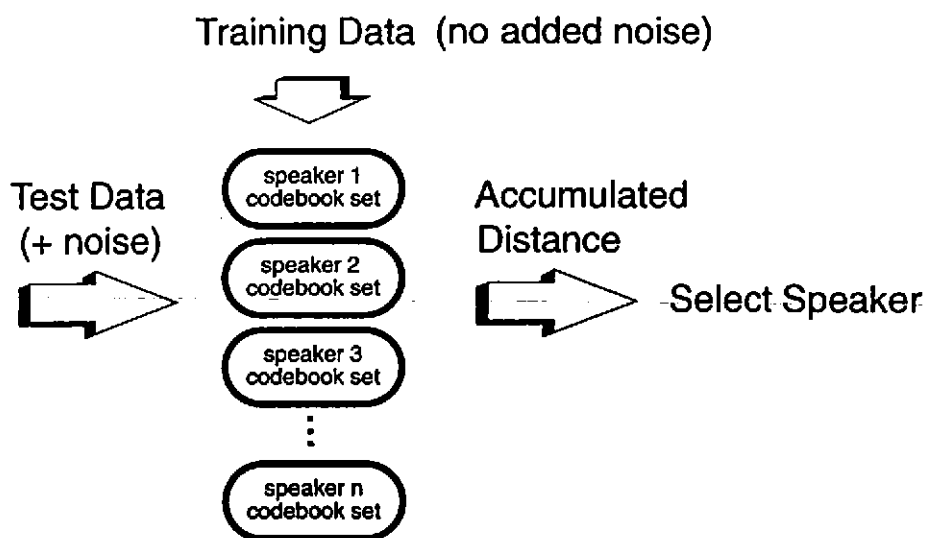 Training Data (no added noise)
Test Data
(+ noise)
speaker 1
codebook set
speaker 2
codebook set
speaker 3
codebook set
speaker n
codebook set
Accumulated
Distance
Select Speaker